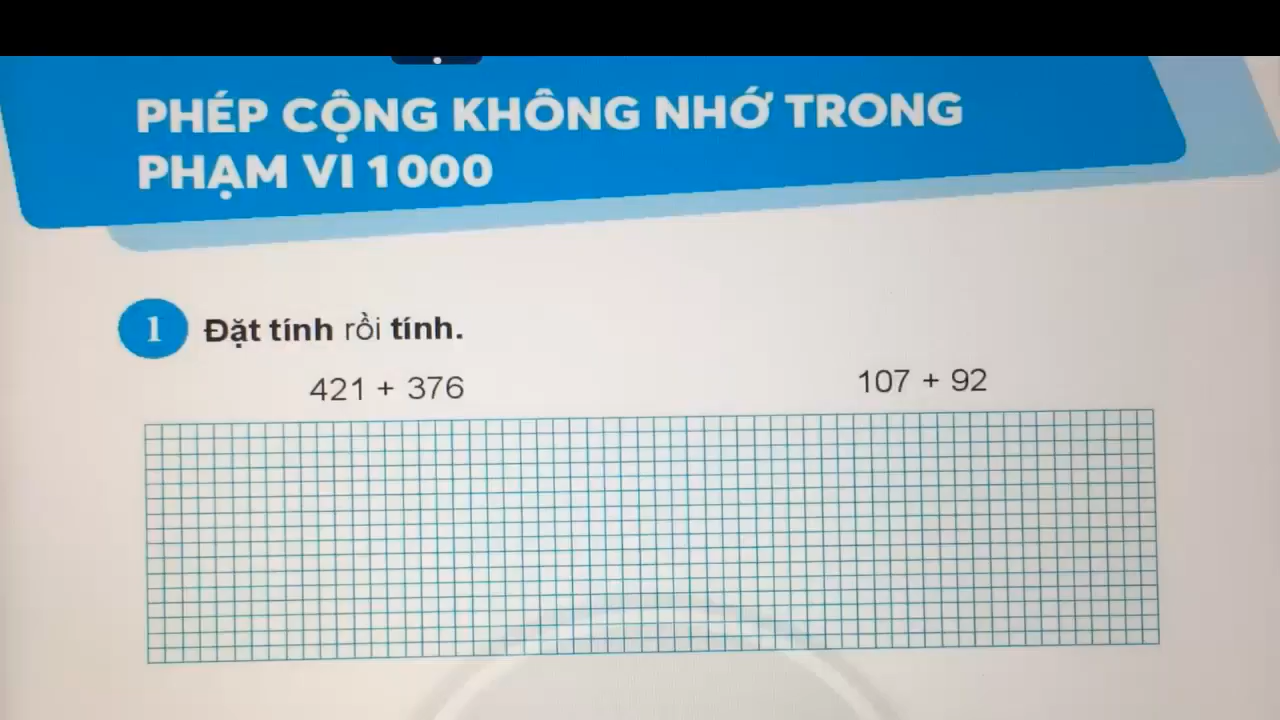 PHÉP CỘNG KHÔNG NHỚ TRONG
PHẠM VI 1000
1 Đặt tính rồi tính.
421 + 376 107 + 92